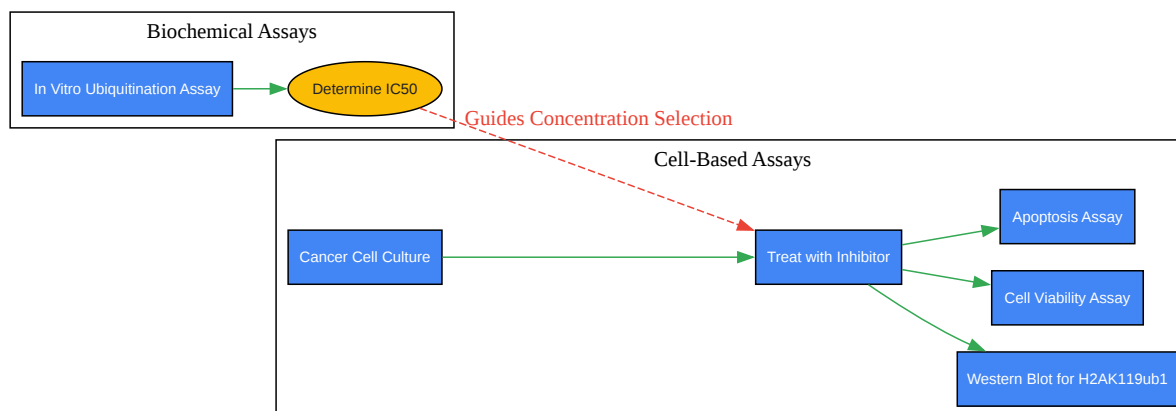 Biochemical Assays
In Vitro Ubiquitination Assay
Determine IC50
Guides Concentration Selection
Cell-Based Assays
Cancer Cell Culture
Treat with Inhibitor
Apoptosis Assay
Cell Viability Assay
Western Blot for H2AK119ub1